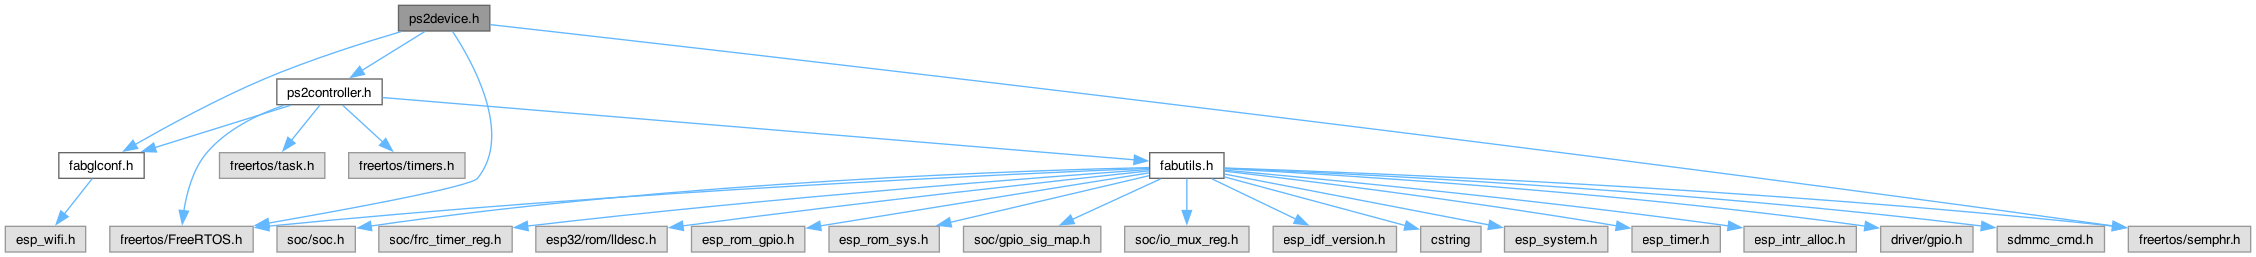 ps2device.h
ps2controller.h
fabglconf.h
freertos/task.h
freertos/timers.h
fabutils.h
esp_wifi.h
freertos/FreeRTOS.h
soc/soc.h
soc/frc_timer_reg.h
esp32/rom/lldesc.h
esp_rom_gpio.h
esp_rom_sys.h
soc/gpio_sig_map.h
soc/io_mux_reg.h
esp_idf_version.h
cstring
esp_system.h
esp_timer.h
esp_intr_alloc.h
driver/gpio.h
sdmmc_cmd.h
freertos/semphr.h